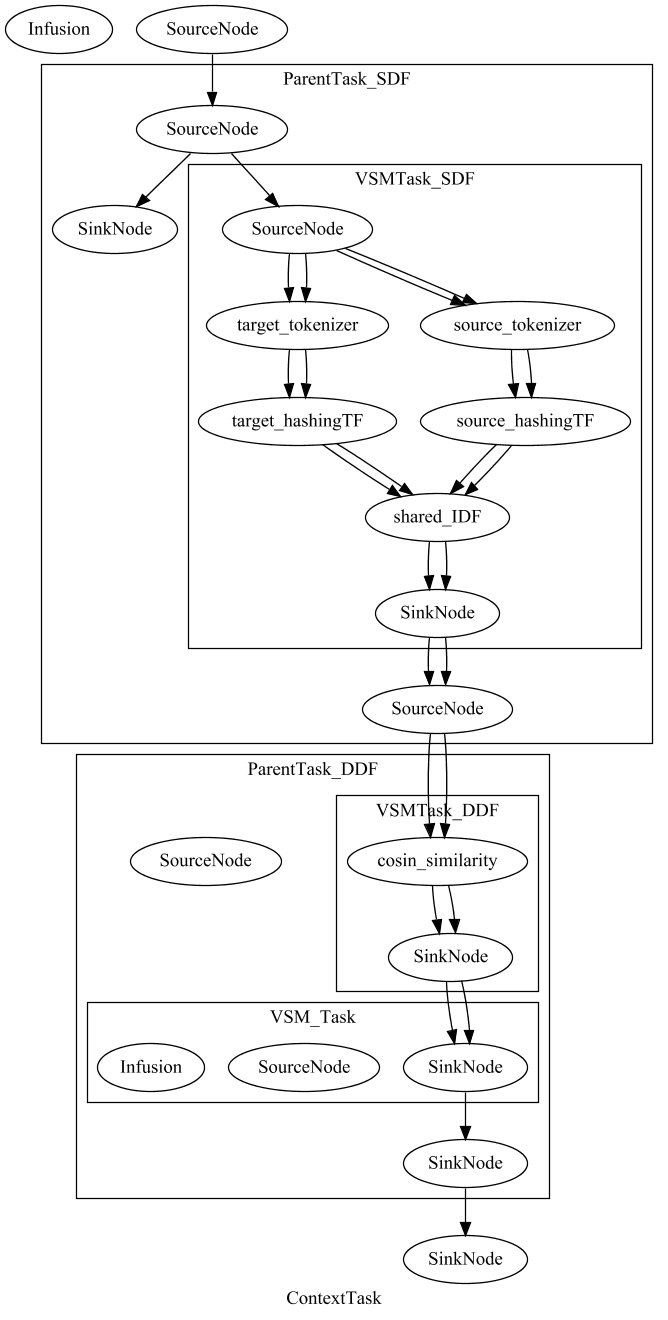 Infusion SourceNode
ParentTask_SDF
SourceNode
VSMTask_SDF
SinkNode SourceNode
target_tokenizer source_tokenizer
target_hashingTF source_hashingTF
shared_IDF
SinkNode
SourceNode
ParentTask_DDF
VSMTask_DDF
SourceNode cosin_similarity
SinkNode
VSM_Task
Infusion SourceNode SinkNode
SinkNode
SinkNode
ContextTask